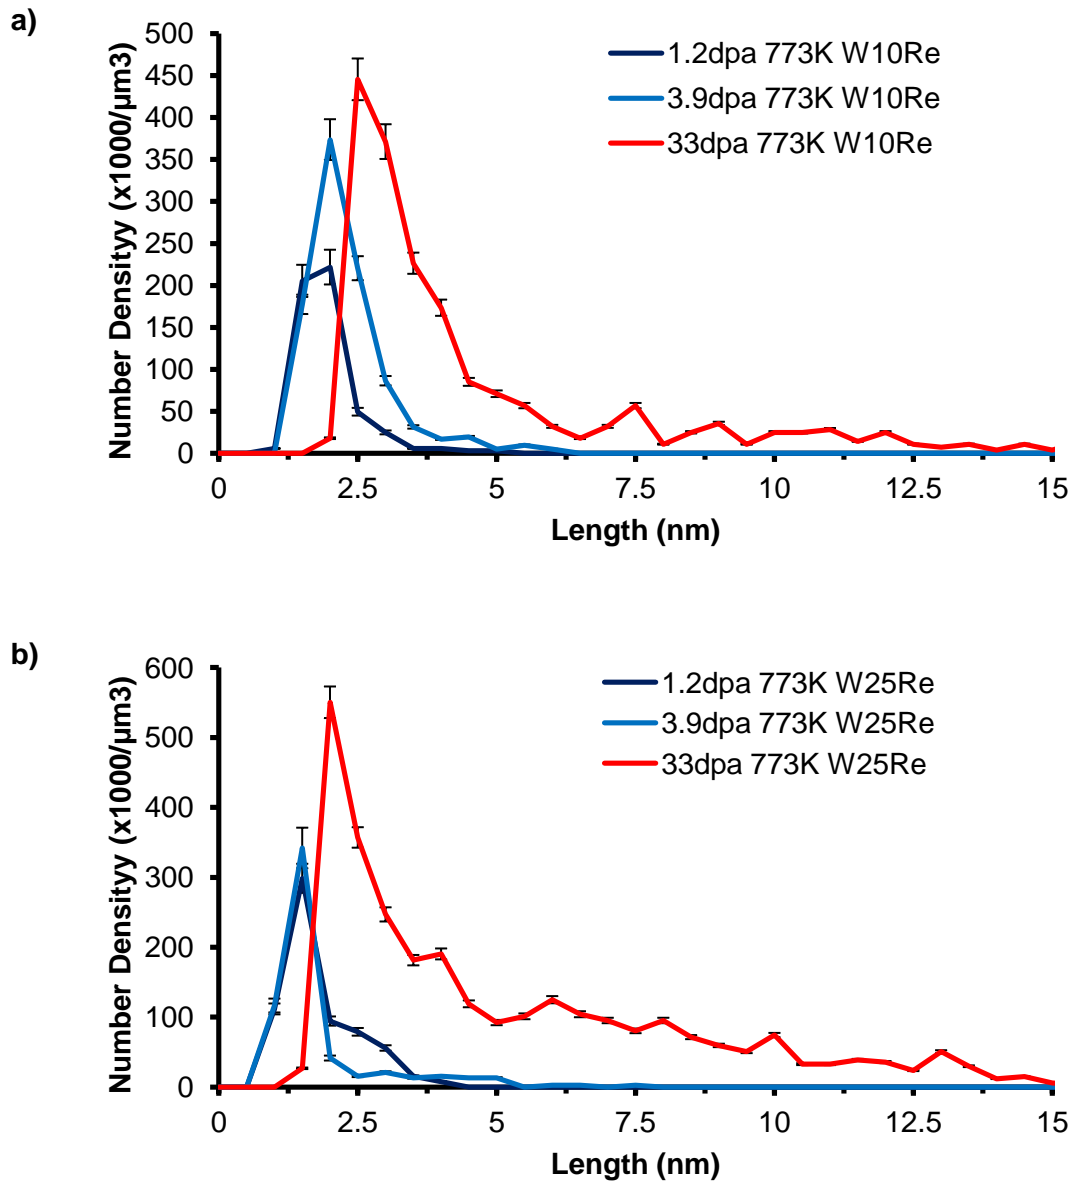 a)
Number Densityy (x1000/µm3)
500
450
400
350
300
250
200
150
100
50
0
1.2dpa 773K W10Re
3.9dpa 773K W10Re
33dpa 773K W10Re
0 2.5 5 7.5 10 12.5 15
Length (nm)
b)
Number Densityy (x1000/µm3)
600
500
400
300
200
100
0
1.2dpa 773K W25Re
3.9dpa 773K W25Re
33dpa 773K W25Re
0 2.5 5 7.5 10 12.5 15
Length (nm)